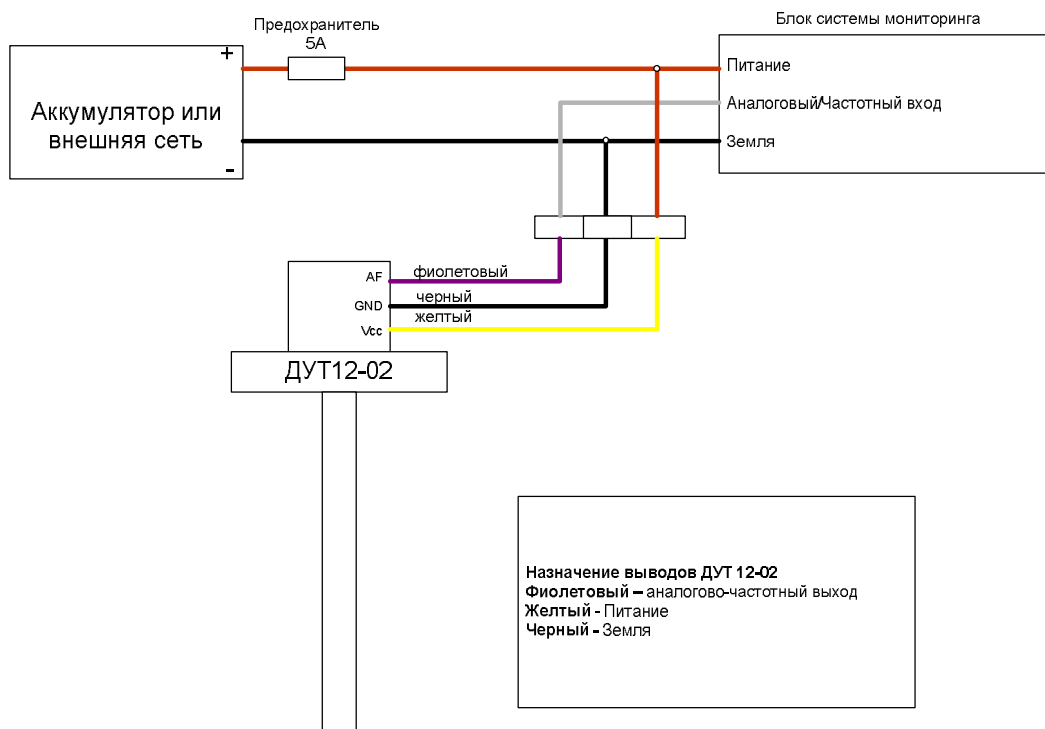 Предохранитель
5А
Блок системы мониторинга
+
Аккумулятор или
внешняя сеть
-
Питание
Аналоговый/Частотный вход
Земля
AF
фиолетовый
GND
черный
Vcc
желтый
ДУТ12-02
Назначение выводов ДУТ 12-02
Фиолетовый – аналогово-частотный выход
Желтый - Питание
Черный - Земля